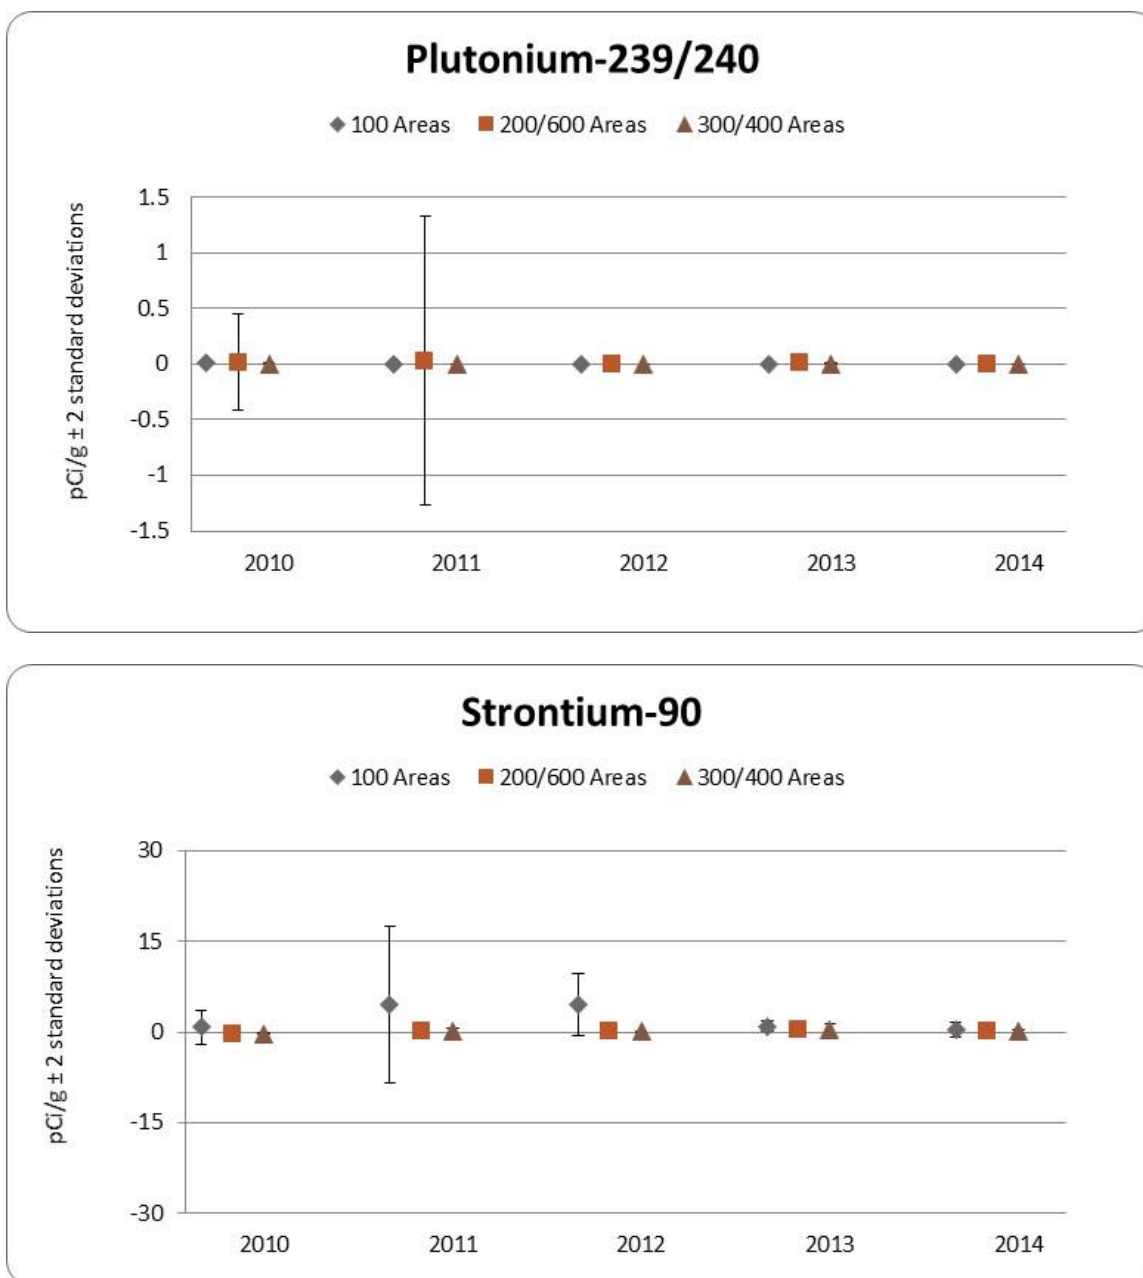 Plutonium-239/240
100 Areas 200/600 Areas 300/400 Areas
pCi/g ± 2 standard deviations
1.5
1
0.5
0
-0.5
-1
-1.5
2010 2011 2012 2013 2014
Strontium-90
100 Areas 200/600 Areas 300/400 Areas
pCi/g ± 2 standard deviations
30
15
0
-15
-30
2010 2011 2012 2013 2014